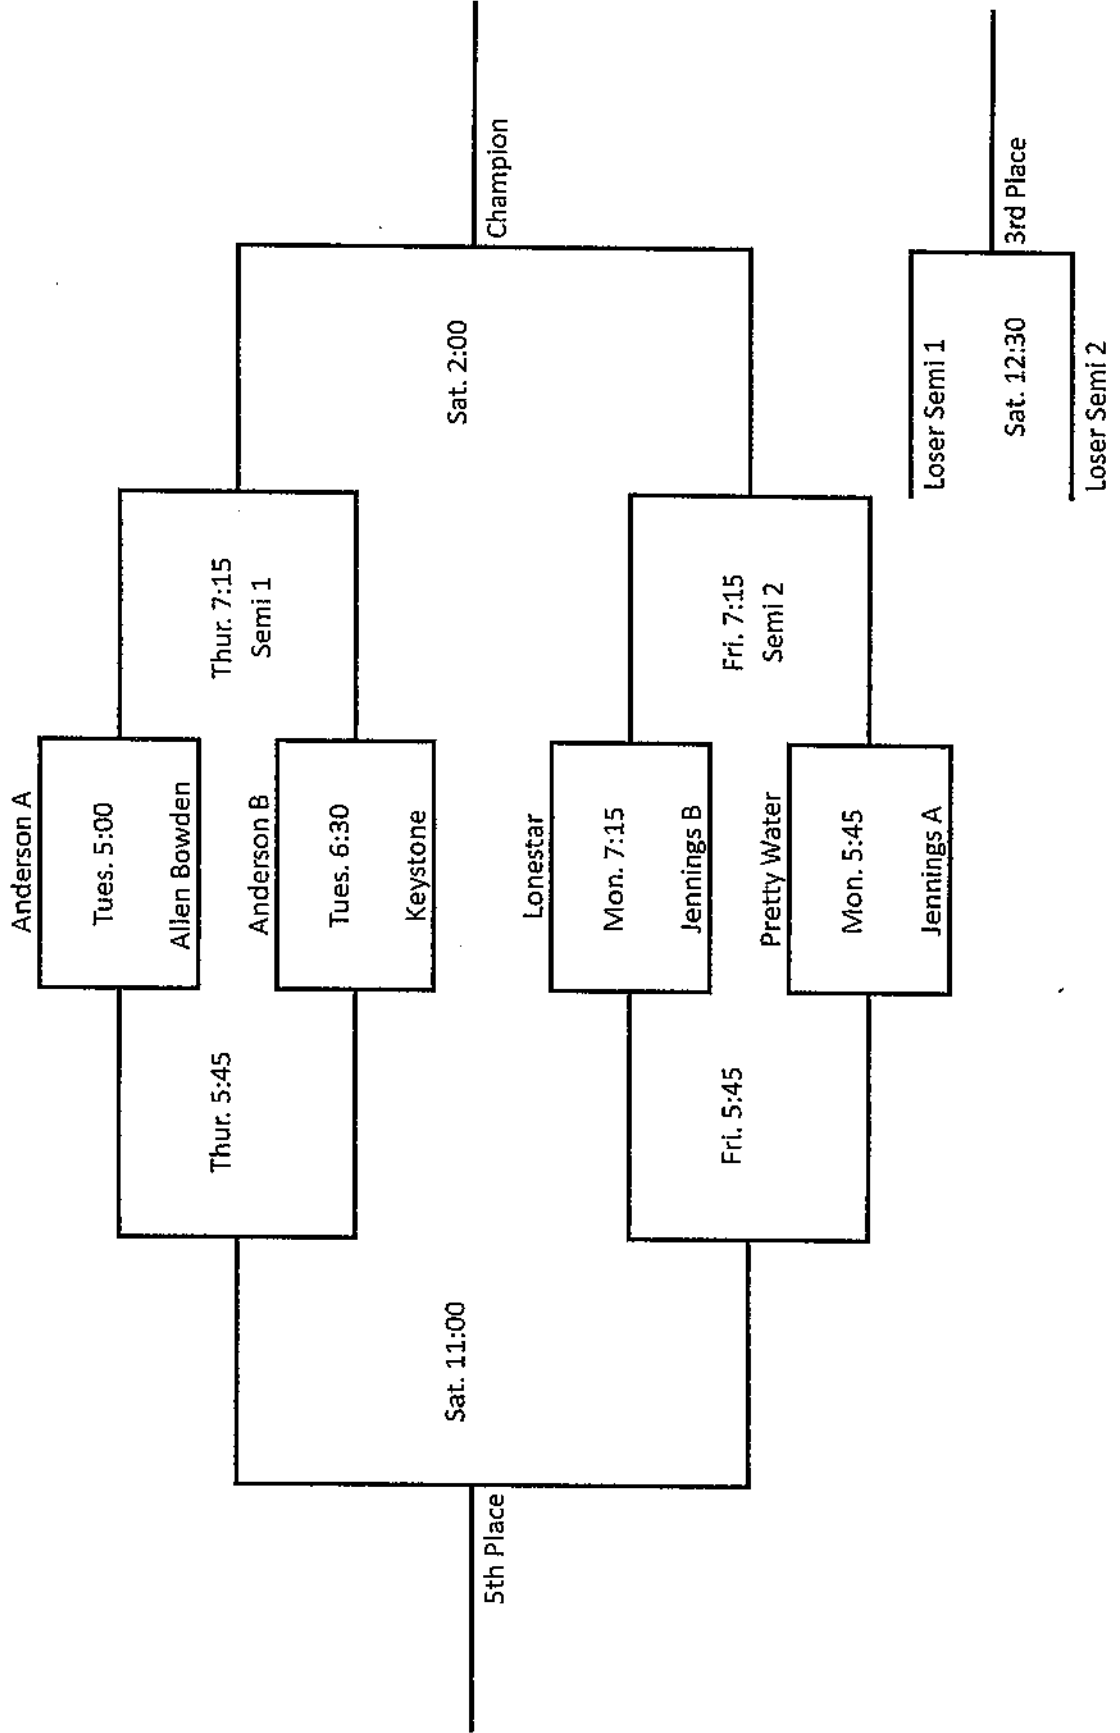 Anderson A
Tues. 5:00
Allen Bowden
Thur. 5:45
Thur. 7:15
Semi 1
Anderson B
Tues. 6:30
Keystone
Sat. 11:00
5th Place
Sat. 2:00
Champion
Lonestar
Mon. 7:15
Jennings B
Fri. 5:45
Fri. 7:15
Semi 2
Pretty Water
Mon. 5:45
Jennings A
Loser Semi 1
Sat. 12:30
3rd Place
Loser Semi 2